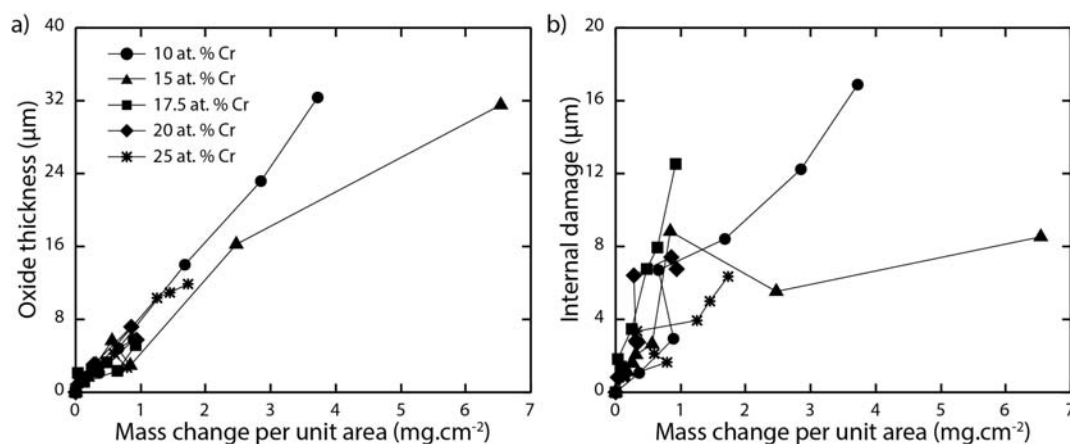 a)
40
32
24
16
8
0
Oxide thickness (µm)
10 at. % Cr
15 at. % Cr
17.5 at. % Cr
20 at. % Cr
25 at. % Cr
0 1 2 3 4 5 6 7
Mass change per unit area (mg.cm⁻²)
b)
20
16
12
8
4
0
Internal damage (µm)
0 1 2 3 4 5 6 7
Mass change per unit area (mg.cm⁻²)